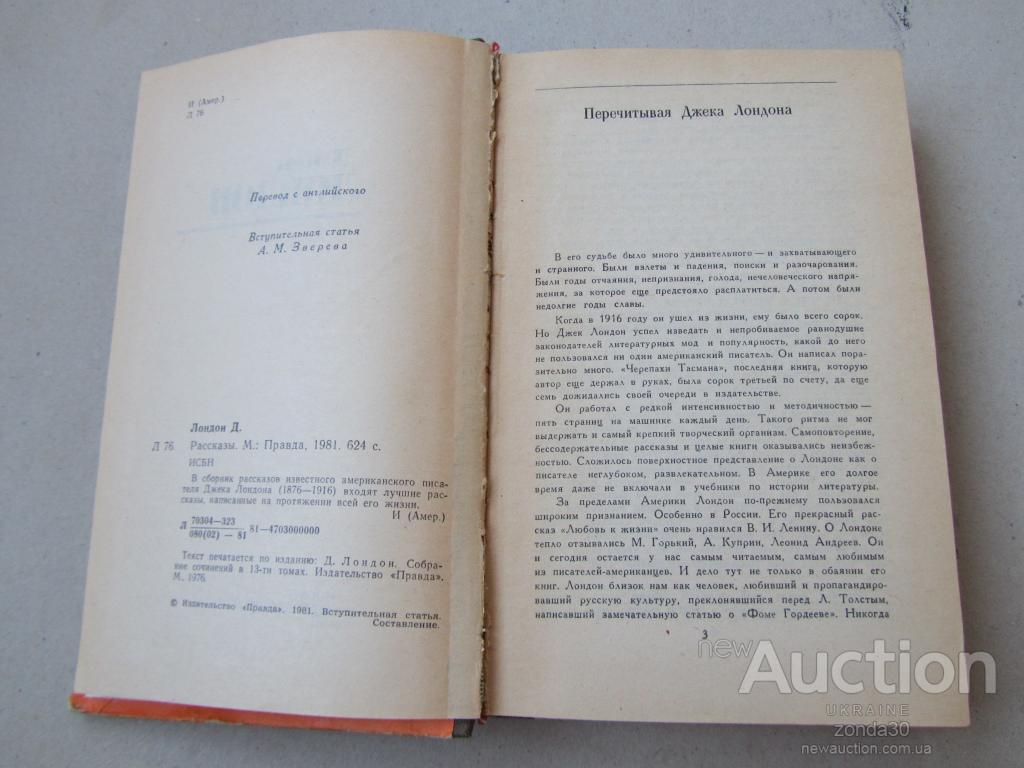 И (Амер.)
Л 76
Перевод с английского
Вступительная статья
А. М. Зверева
Лондон Д.
Л 76 Рассказы. М.: Правда, 1981. 624 с.
ИСБН
В сборник рассказов известного американского писа-
теля Джека Лондона (1876—1916) входят лучшие рас-
сказы, написанные на протяжении всей его жизни.
И (Амер.)
Л 70304—323
080(02) — 81 81—4703000000
Текст печатается по изданию: Д. Лондон. Собра-
ние сочинений в 13-ти томах. Издательство «Правда».
М. 1976.
© Издательство «Правда». 1981. Вступительная статья.
Составление.
Перечитывая Джека Лондона
В его судьбе было много удивительного — и захватывающего
и странного. Были взлеты и падения, поиски и разочарования.
Были годы отчаяния, непризнания, голода, нечеловеческого напря-
жения, за которое еще предстояло расплатиться. А потом были
недолгие годы славы.
Когда в 1916 году он ушел из жизни, ему было всего сорок.
Но Джек Лондон успел изведать и непробиваемое равнодушие
законодателей литературных мод и популярность, какой до него
не пользовался ни один американский писатель. Он написал пора-
зительно много. «Черепахи Тасмана», последняя книга, которую
автор еще держал в руках, была сорок третьей по счету, да еще
семь дожидались своей очереди в издательстве.
Он работал с редкой интенсивностью и методичностью —
пять страниц на машинке каждый день. Такого ритма не мог
выдержать и самый крепкий творческий организм. Самоповторение,
бессодержательные рассказы и целые книги оказывались неизбеж-
ностью. Сложилось поверхностное представление о Лондоне как о
писателе неглубоком, развлекательном. В Америке его долгое
время даже не включали в учебники по истории литературы.
За пределами Америки Лондон по-прежнему пользовался
широким признанием. Особенно в России. Его прекрасный рас-
сказ «Любовь к жизни» очень нравился В. И. Ленину. О Лондоне
тепло отзывались М. Горький, А. Куприн, Леонид Андреев. Он
и сегодня остается у нас самым читаемым, самым любимым
из писателей-американцев. И дело тут не только в обаянии его
книг. Лондон близок нам как человек, любивший и пропагандиро-
вавший русскую культуру, преклонявшийся перед Л. Толстым,
написавший замечательную статью о «Фоме Гордееве». Никогда
3
new Auction
UKRAINE
zonda30
newauction.com.ua